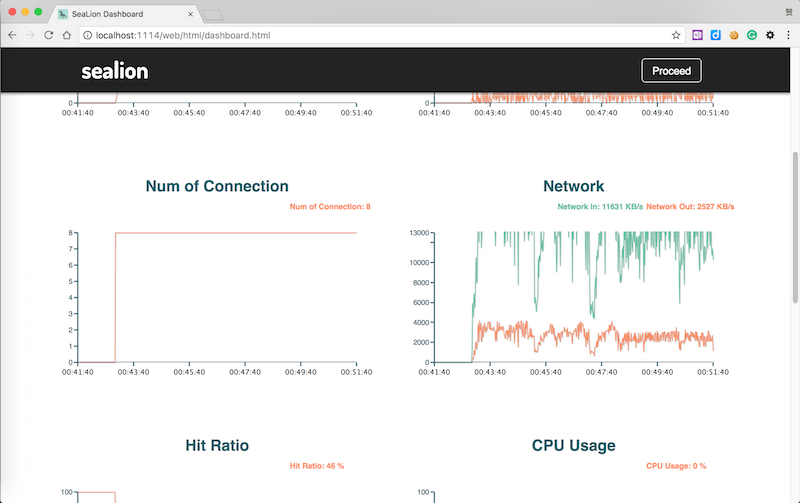 SeaLion Dashboard
localhost:1114/web/html/dashboard.html
sealion
Proceed
0
00:41:40 00:43:40 00:45:40 00:47:40 00:49:40 00:51:40
0
00:41:40 00:43:40 00:45:40 00:47:40 00:49:40 00:51:40
Num of Connection
Num of Connection: 8
8
7
6
5
4
3
2
1
0
00:41:40 00:43:40 00:45:40 00:47:40 00:49:40 00:51:40
Network
Network In: 11631 KB/s Network Out: 2527 KB/s
13000
10000
8000
6000
4000
2000
0
00:41:40 00:43:40 00:45:40 00:47:40 00:49:40 00:51:40
Hit Ratio
Hit Ratio: 46 %
100
CPU Usage
CPU Usage: 0 %
100